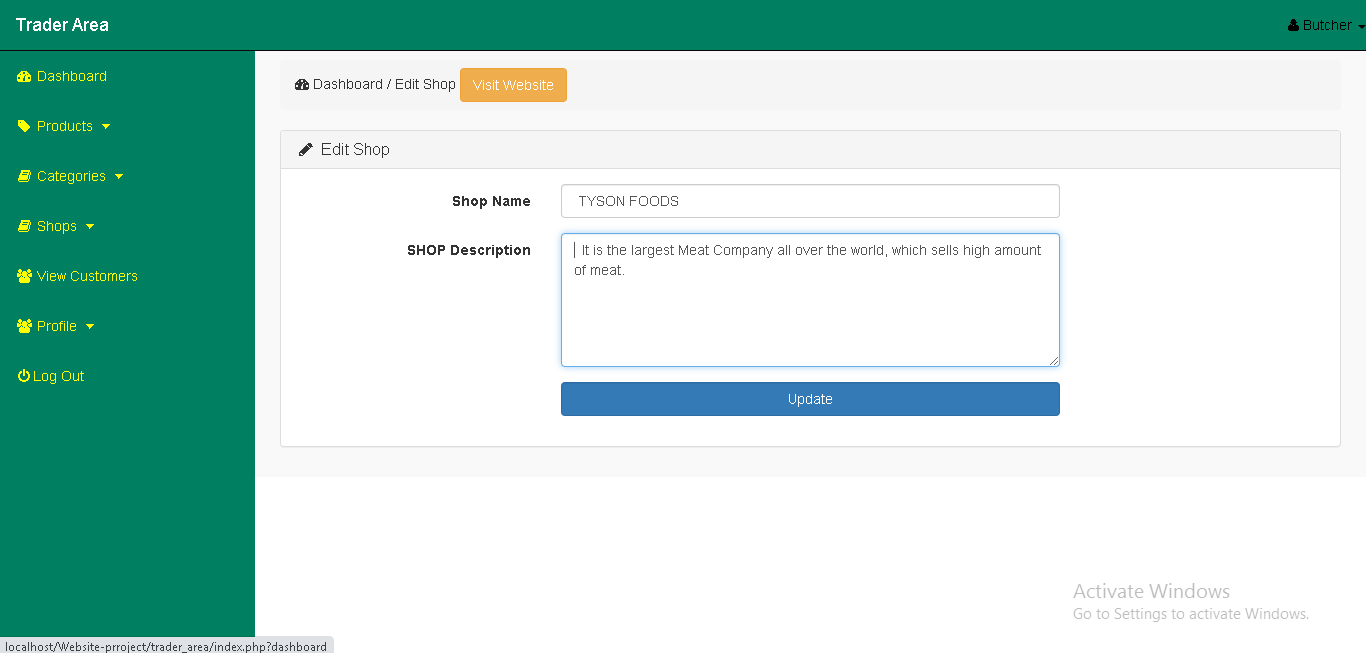 Trader Area
Butcher
Dashboard
Products
Categories
Shops
View Customers
Profile
Log Out
Dashboard / Edit Shop Visit Website
Edit Shop
Shop Name TYSON FOODS
SHOP Description It is the largest Meat Company all over the world, which sells high amount
of meat.
Update
Activate Windows
Go to Settings to activate Windows.
localhost/Website-prroject/trader_area/index.php?dashboard